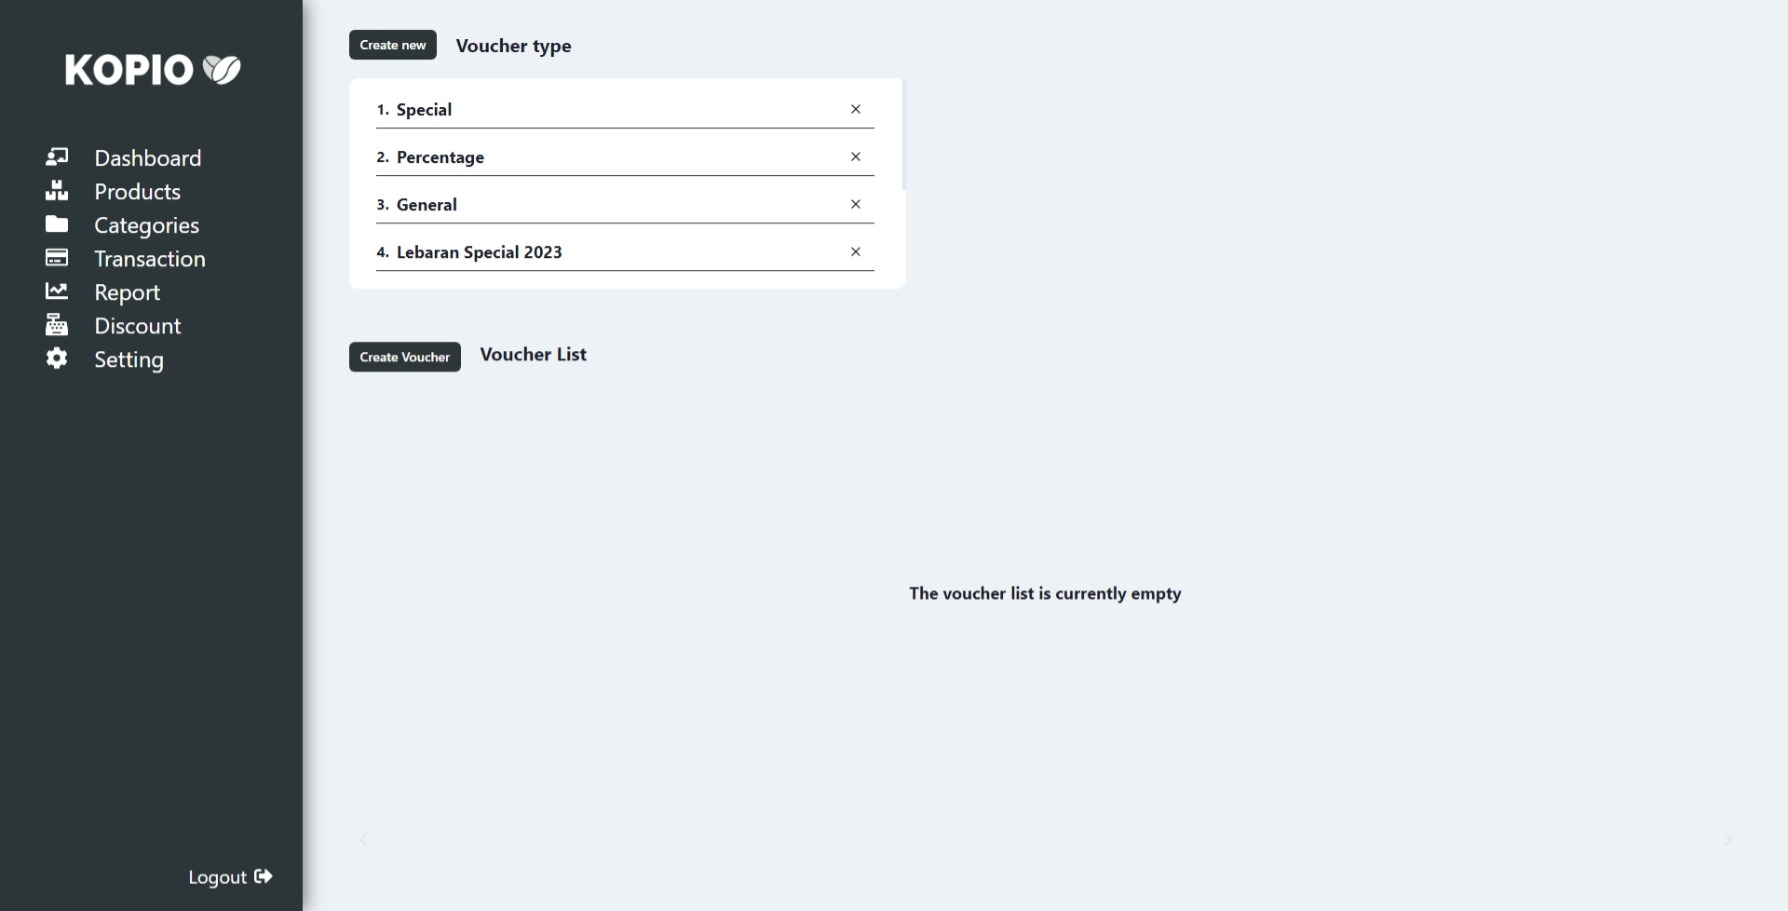 KOPIO
Dashboard
Products
Categories
Transaction
Report
Discount
Setting
Logout
Create new
Voucher type
1. Special
2. Percentage
3. General
4. Lebaran Special 2023
Create Voucher
Voucher List
The voucher list is currently empty